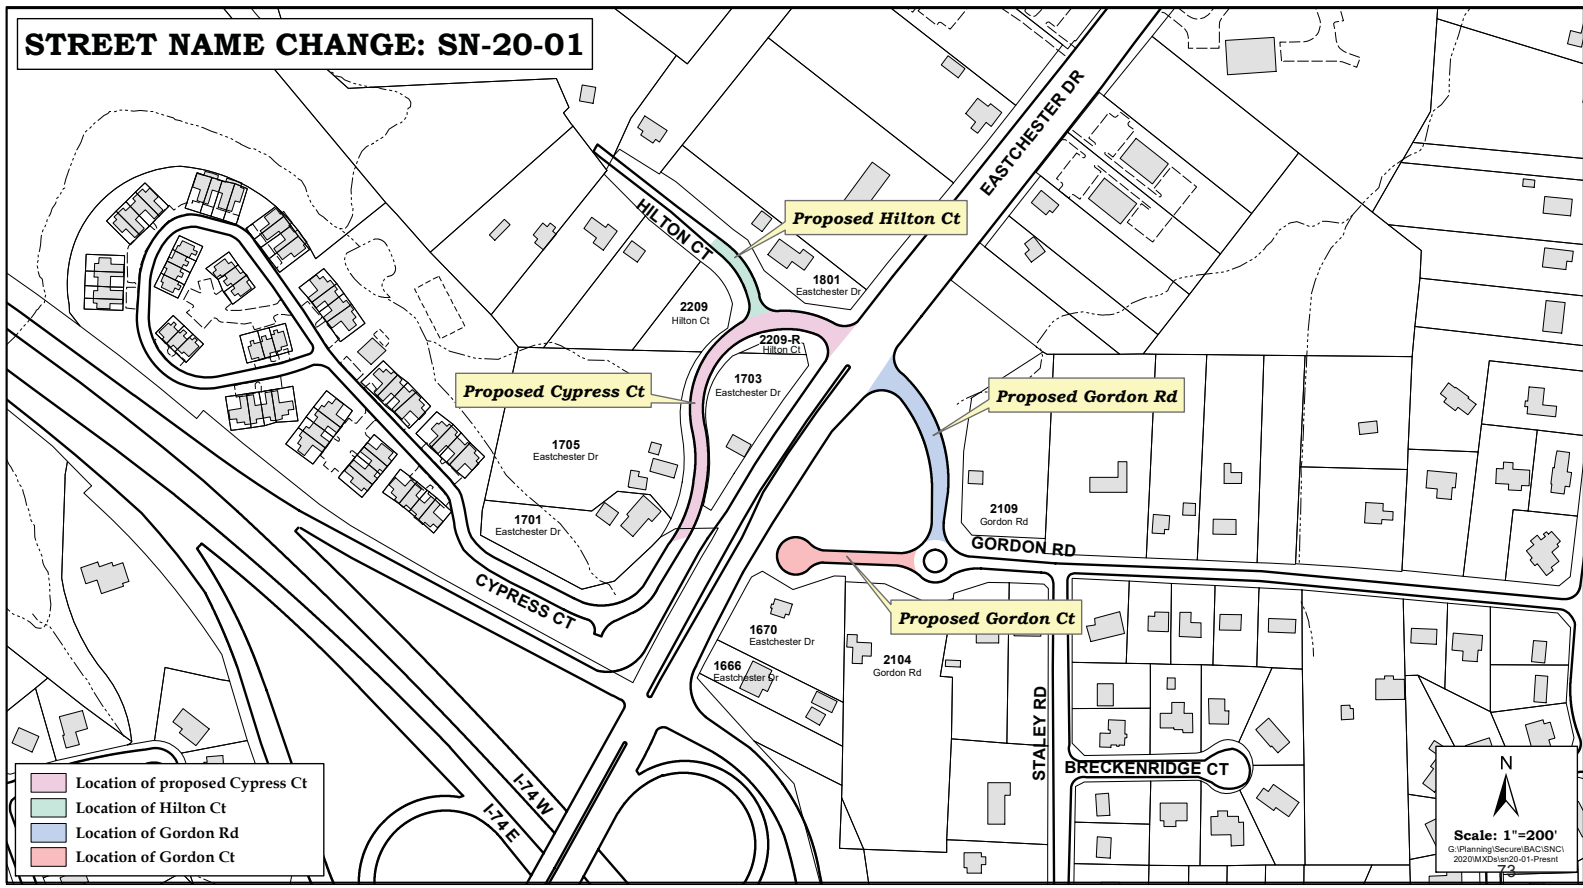 STREET NAME CHANGE: SN-20-01
EASTCHESTER DR
HILTON CT
Proposed Hilton Ct
1801
Eastchester Dr
2209
Hilton Ct
2209-R
Hilton Ct
1703
Eastchester Dr
Proposed Cypress Ct
Proposed Gordon Rd
1705
Eastchester Dr
1701
Eastchester Dr
2109
Gordon Rd
GORDON RD
CYPRESS CT
Proposed Gordon Ct
1670
Eastchester Dr
1666
Eastchester Dr
2104
Gordon Rd
STALEY RD
BRECKENRIDGE CT
I-74 W
I-74 E
Location of proposed Cypress Ct
Location of Hilton Ct
Location of Gordon Rd
Location of Gordon Ct
N
Scale: 1"=200'
G:\Planning\Secure\BAC\SNC\
2020\MXDs\sn20-01-Presnt
73